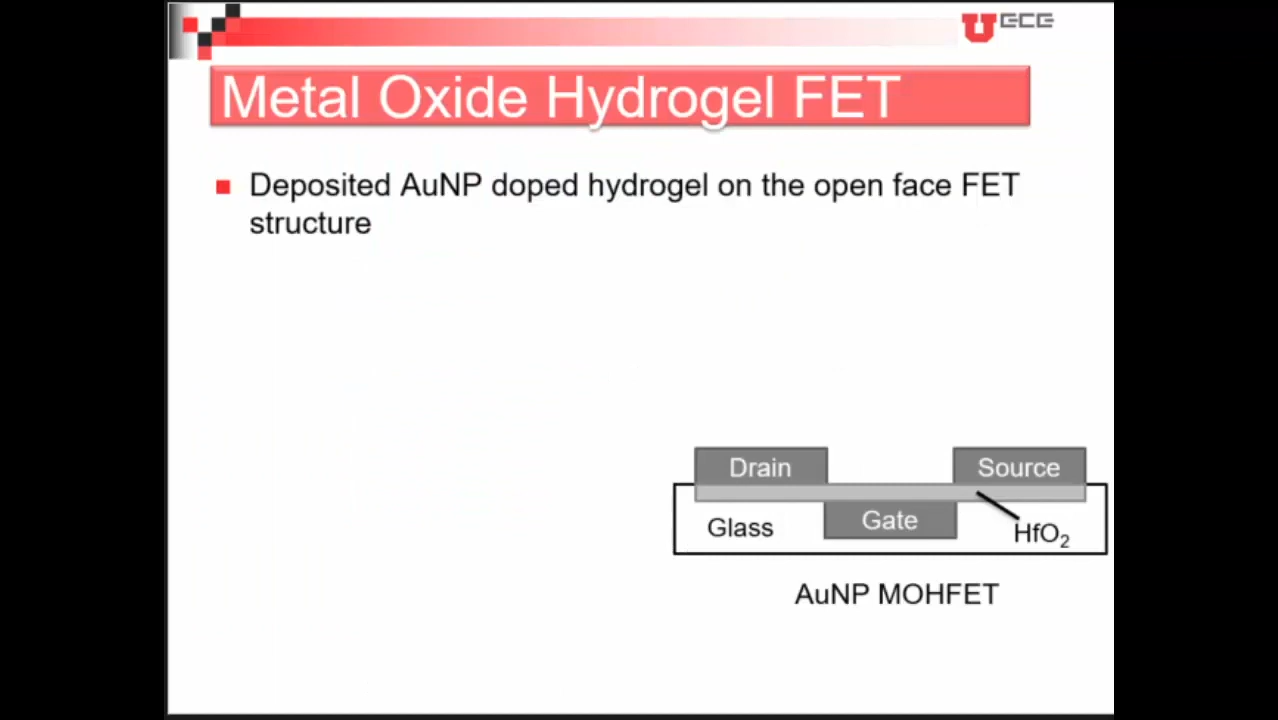 UECE
Metal Oxide Hydrogel FET
Deposited AuNP doped hydrogel on the open face FET
structure
Drain
Source
Glass
Gate
HfO₂
AuNP MOHFET